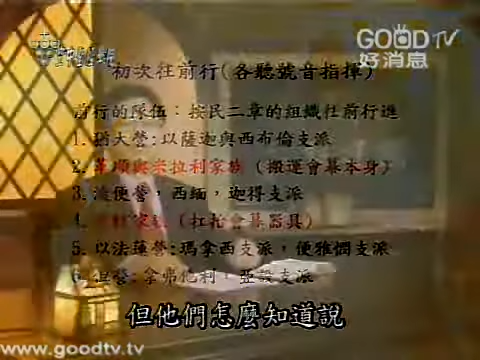 GOOD TV
好消息
初次往前行(各聽號音指揮)
前行的隊伍：按民二章的組織往前行進
1. 猶大營:以薩迦與西布倫支派
2. 革順與米拉利家族 (搬運會幕本身)
3. 流便營，西緬，迦得支派
4. (扛抬會幕器具)
5. 以法蓮營:瑪拿西支派，便雅憫支派
6. 但營:拿弗他利，亞設支派
但他們怎麼知道說
www.goodtv.tv